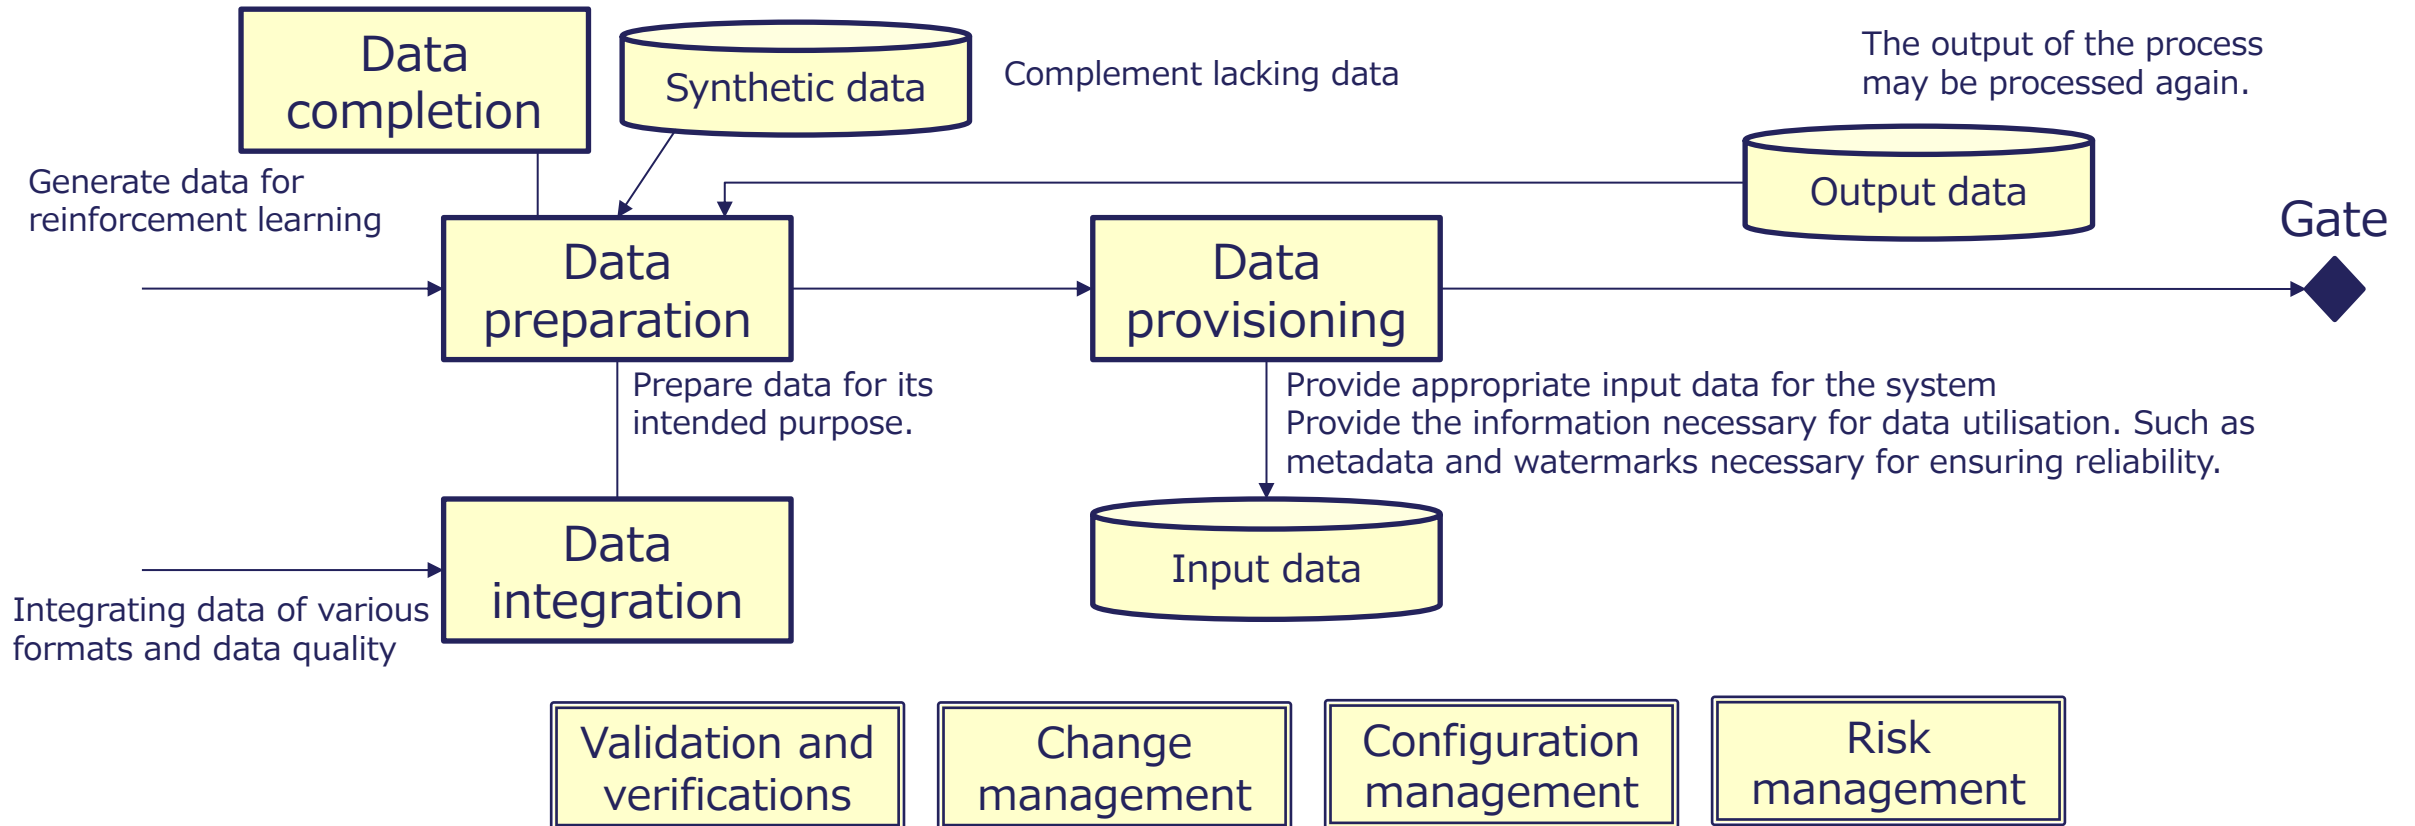 Data
completion
Synthetic data
Complement lacking data
The output of the process
may be processed again.
Output data
Generate data for
reinforcement learning
Gate
Data
preparation
Data
provisioning
Prepare data for its
intended purpose.
Provide appropriate input data for the system
Provide the information necessary for data utilisation. Such as
metadata and watermarks necessary for ensuring reliability.
Data
integration
Input data
Integrating data of various
formats and data quality
Validation and
verifications
Change
management
Configuration
management
Risk
management